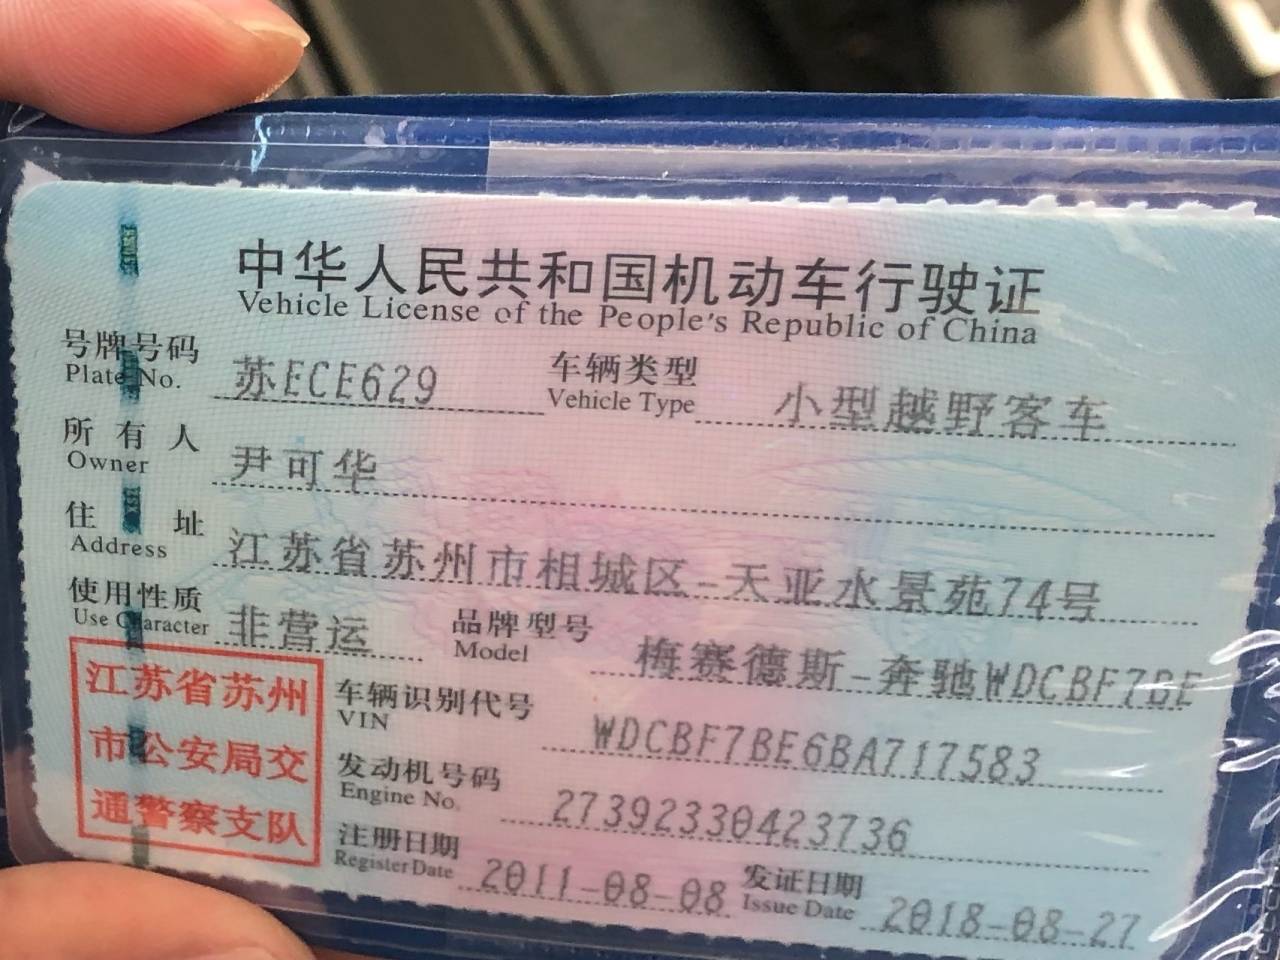 中华人民共和国机动车行驶证
Vehicle License of the People's Republic of China
号牌号码 苏ECE629 车辆类型 小型越野客车
Plate No. Vehicle Type
所有人 尹可华
Owner
住址 江苏省苏州市相城区-天亚水景苑74号
Address
使用性质 非营运 品牌型号 梅赛德斯-奔驰WDCBF7BE
Use Character Model
江苏省苏州
市公安局交
通警察支队
车辆识别代号 WDCBF7BE6BA717583
VIN
发动机号码 27392330423736
Engine No.
注册日期 2011-08-08 发证日期 2018-08-27
Register Date Issue Date